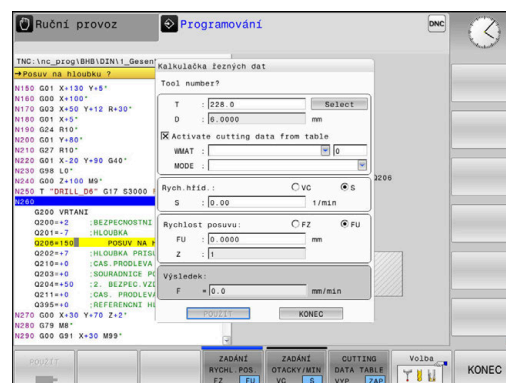 Ruční provoz
Programování
DNC
TNC:\nc_prog\BHB\DIN\1_Gesen
→Posuv na hloubku ?
N150 G01 X+130 Y+5*
N160 G00 X+100*
N170 G03 X+50 Y+12 R+30*
N180 G01 X+5*
N190 G24 R10*
N200 G01 Y+80*
N210 G27 R10*
N220 G01 X-20 Y+90 G40*
N230 G98 L0*
N240 G00 Z+100 M9*
N250 T "DRILL_D6" G17 S3000
N260
G200 VRTANI
Q200=+2 ;BEZPECNOSTNI
Q201=-7 ;HLOUBKA
Q206=150 POSUV NA H
Q202=+7 ;HLOUBKA PRISU
Q210=+0 ;CAS.PRODLEVA
Q203=+0 ;SOURADNICE PO
Q204=+50 ;2. BEZPEC.VZD
Q211=+0 ;CAS. PRODLEVA
Q395=+0 ;REFERENCNI HL
N270 G00 X+70 Z+2*
N280 G79 M8*
N290 G00 G91 X+30 M99*
Kalkulačka řezných dat
Tool number?
T : 228.0 Select
D : 6.0000 mm
Activate cutting data from table
WMAT : 0
MODE :
Rych.hříd.: VC S
S : 0.00 1/min
Rychlost posuvu: FZ FU
FU : 0.0000 mm
Z : 1
Výsledek:
F = 0.0 mm/min
POUŽÍT KONEC
206
POUŽÍT
ZADÁNÍ RYCHL.POS. FZ FU
ZADÁNÍ OTACKY/MIN VC S
CUTTING DATA TABLE VYP ZAP
Volba
KONEC